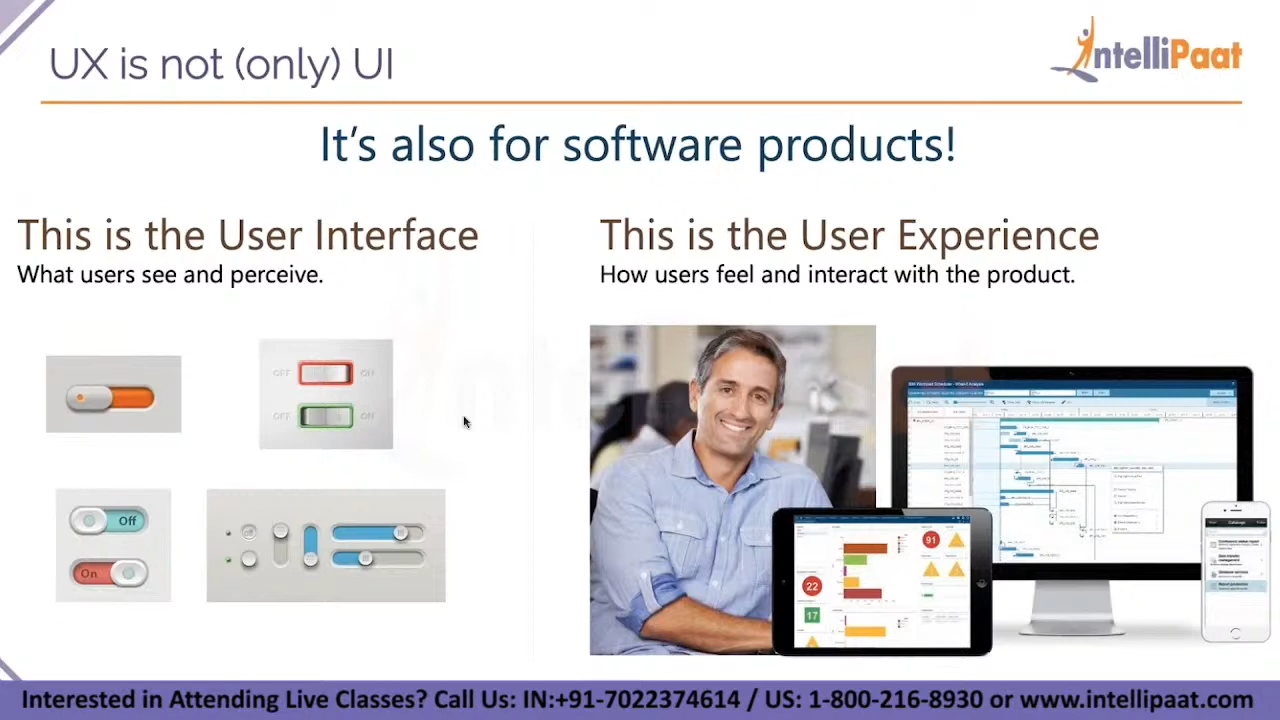 UX is not (only) UI
IntelliPaat
It's also for software products!
This is the User Interface
What users see and perceive.
This is the User Experience
How users feel and interact with the product.
OFF ON
OFF ON
Off
On
91
22
17
Catalogs
Interested in Attending Live Classes? Call Us: IN:+91-7022374614 / US: 1-800-216-8930 or www.intellipaat.com